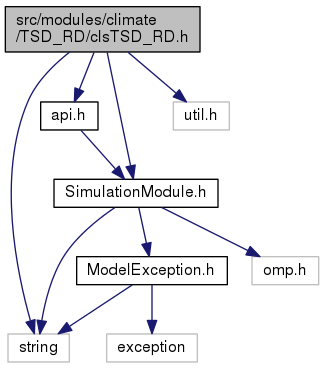 src/modules/climate
/TSD_RD/clsTSD_RD.h
api.h
util.h
SimulationModule.h
ModelException.h
omp.h
string
exception